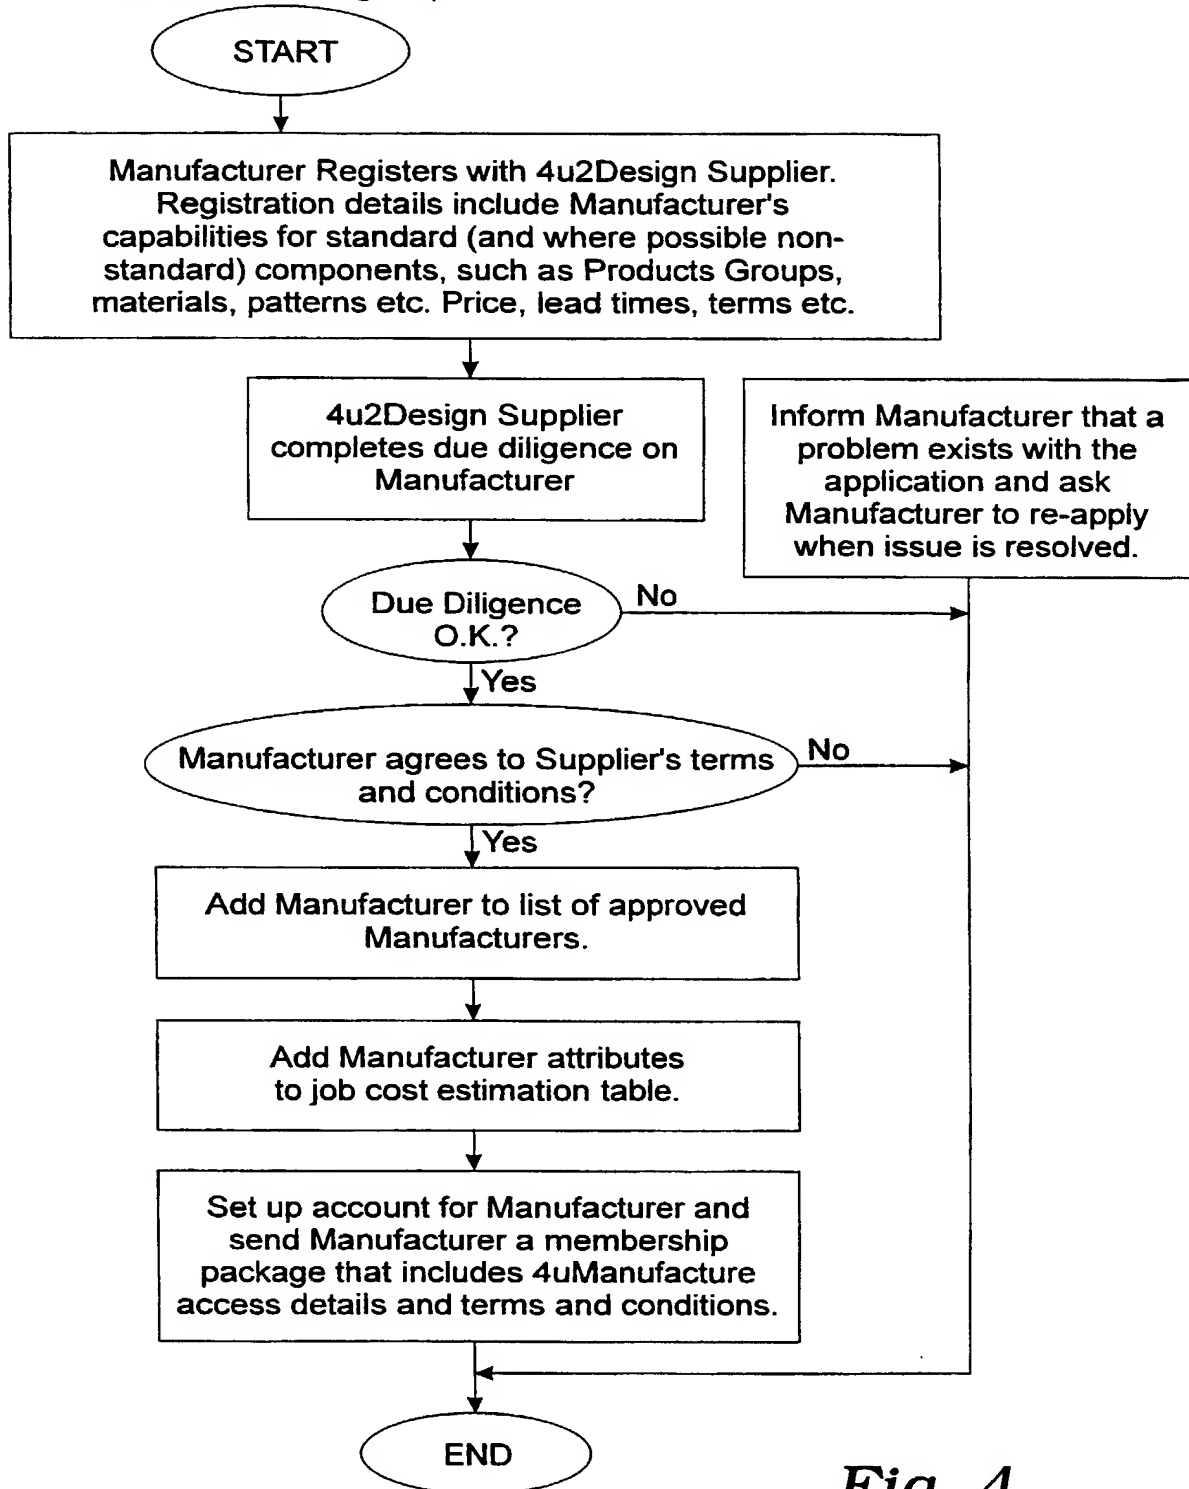 START
Manufacturer Registers with 4u2Design Supplier.
Registration details include Manufacturer's
capabilities for standard (and where possible non-
standard) components, such as Products Groups,
materials, patterns etc. Price, lead times, terms etc.
4u2Design Supplier
completes due diligence on
Manufacturer
Inform Manufacturer that a
problem exists with the
application and ask
Manufacturer to re-apply
when issue is resolved.
Due Diligence
O.K.?
No
Yes
Manufacturer agrees to Supplier's terms
and conditions?
No
Yes
Add Manufacturer to list of approved
Manufacturers.
Add Manufacturer attributes
to job cost estimation table.
Set up account for Manufacturer and
send Manufacturer a membership
package that includes 4uManufacture
access details and terms and conditions.
END
Fig. 4